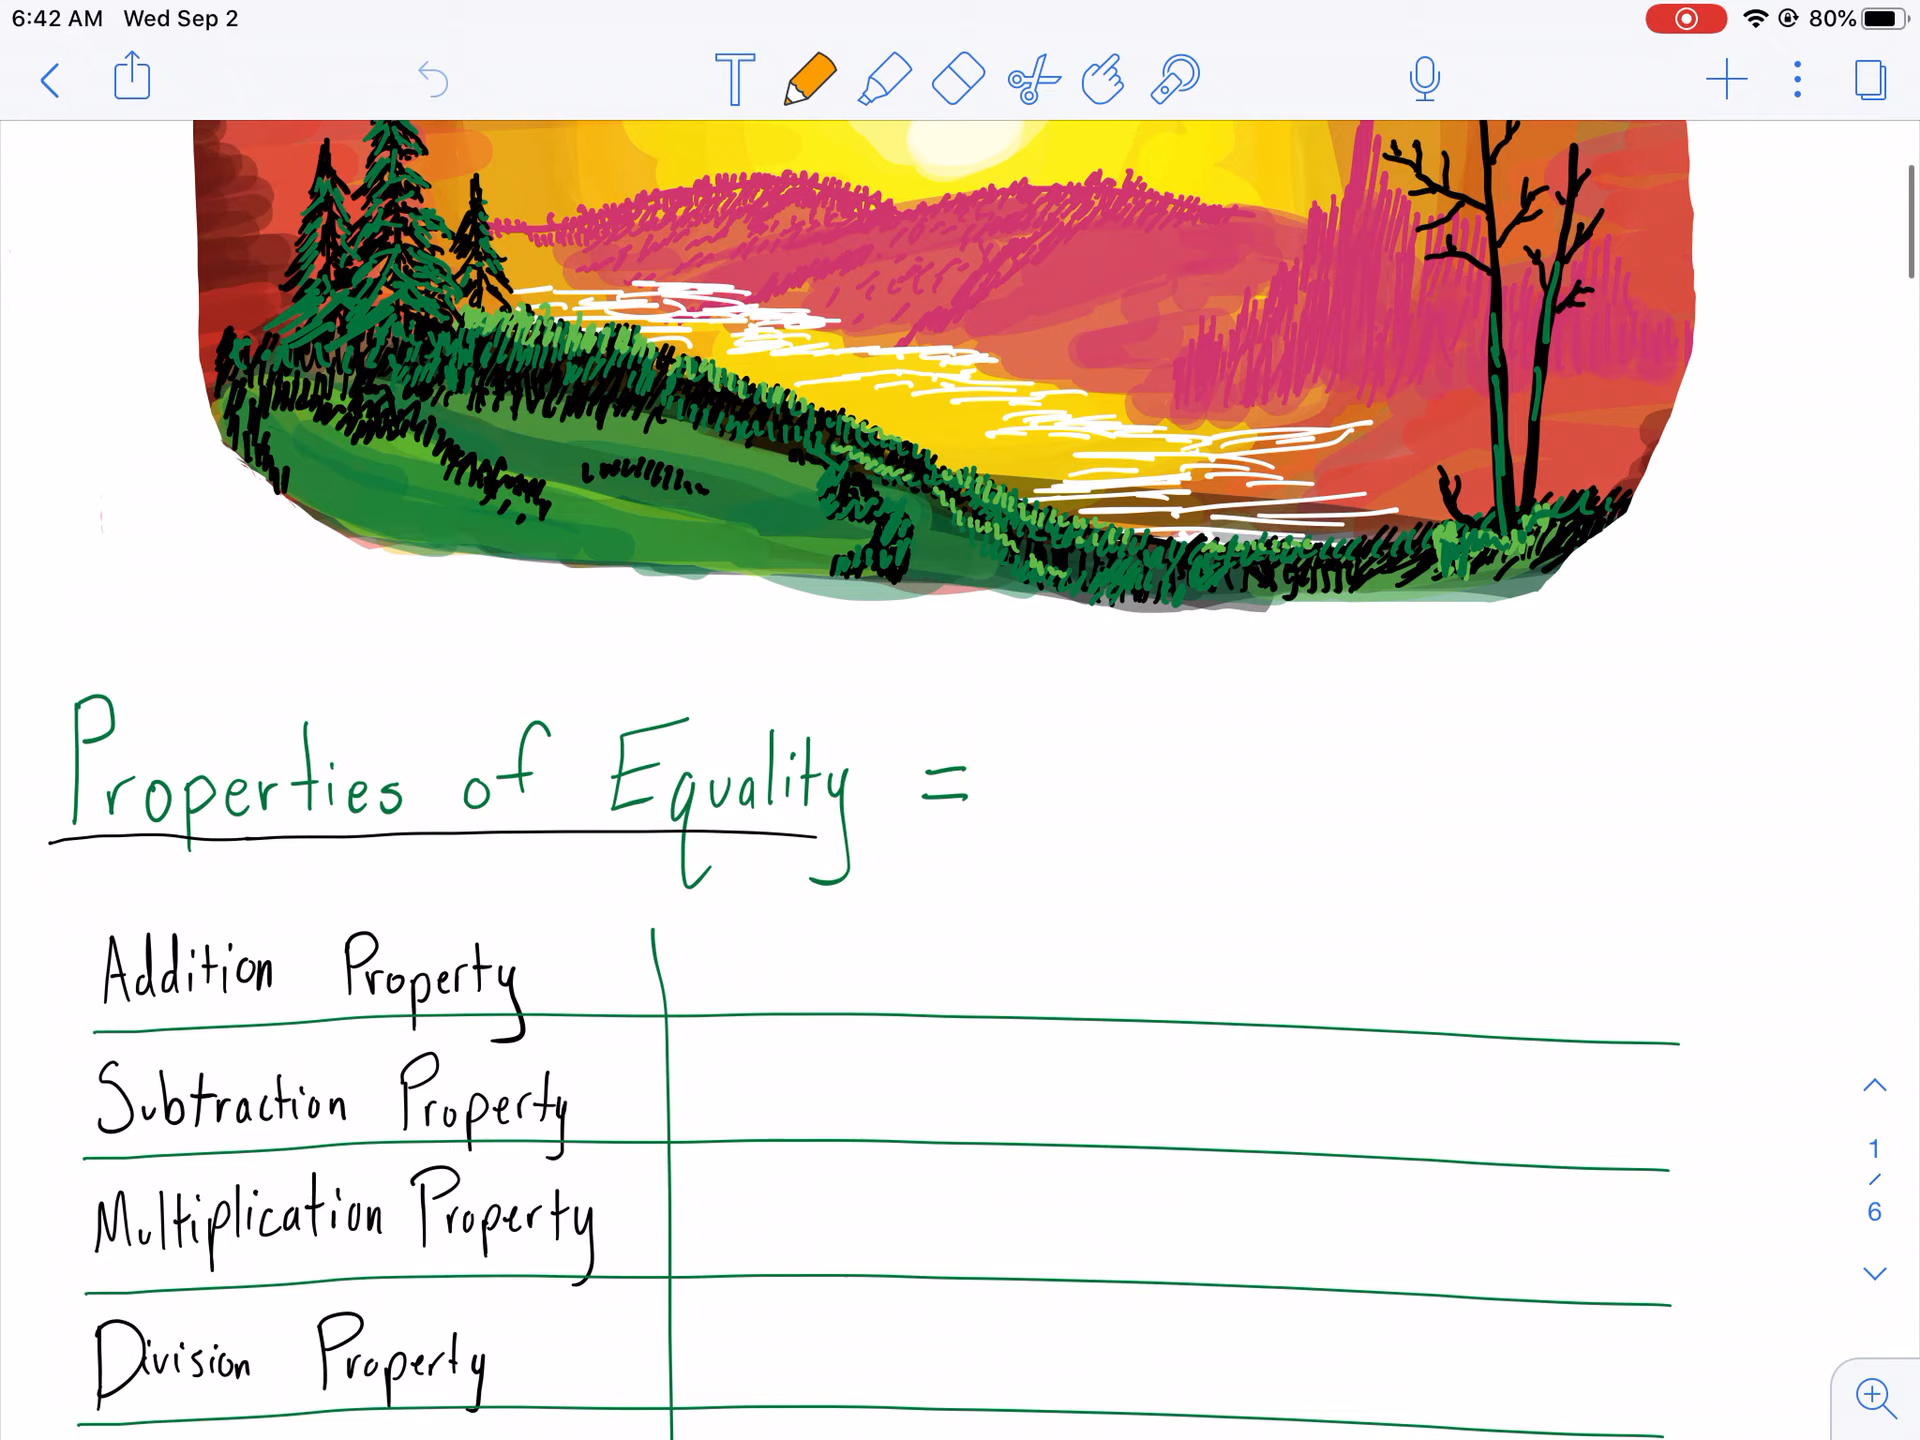 6:42 AM Wed Sep 2
80%
T
Properties of Equality =
Addition Property
Subtraction Property
Multiplication Property
Division Property
1
/
6